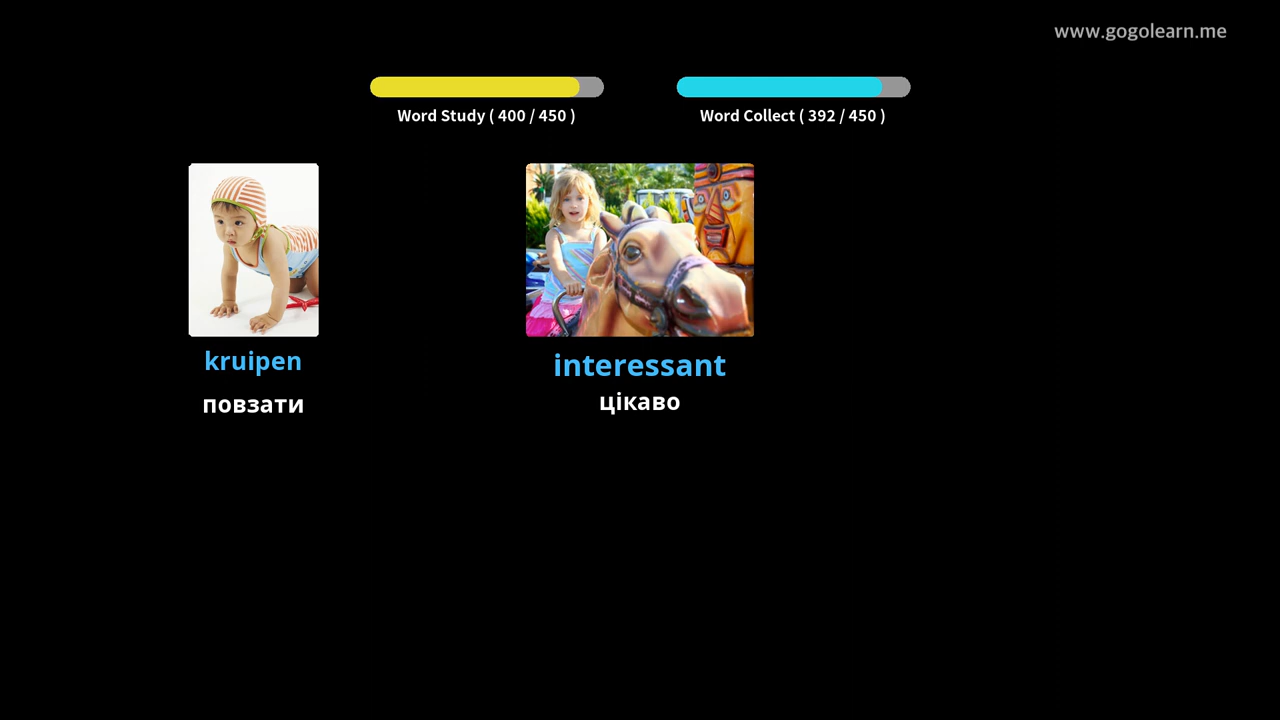 www.gogolearn.me
Word Study ( 400 / 450 )
Word Collect ( 392 / 450 )
kruipen
повзати
interessant
цікаво